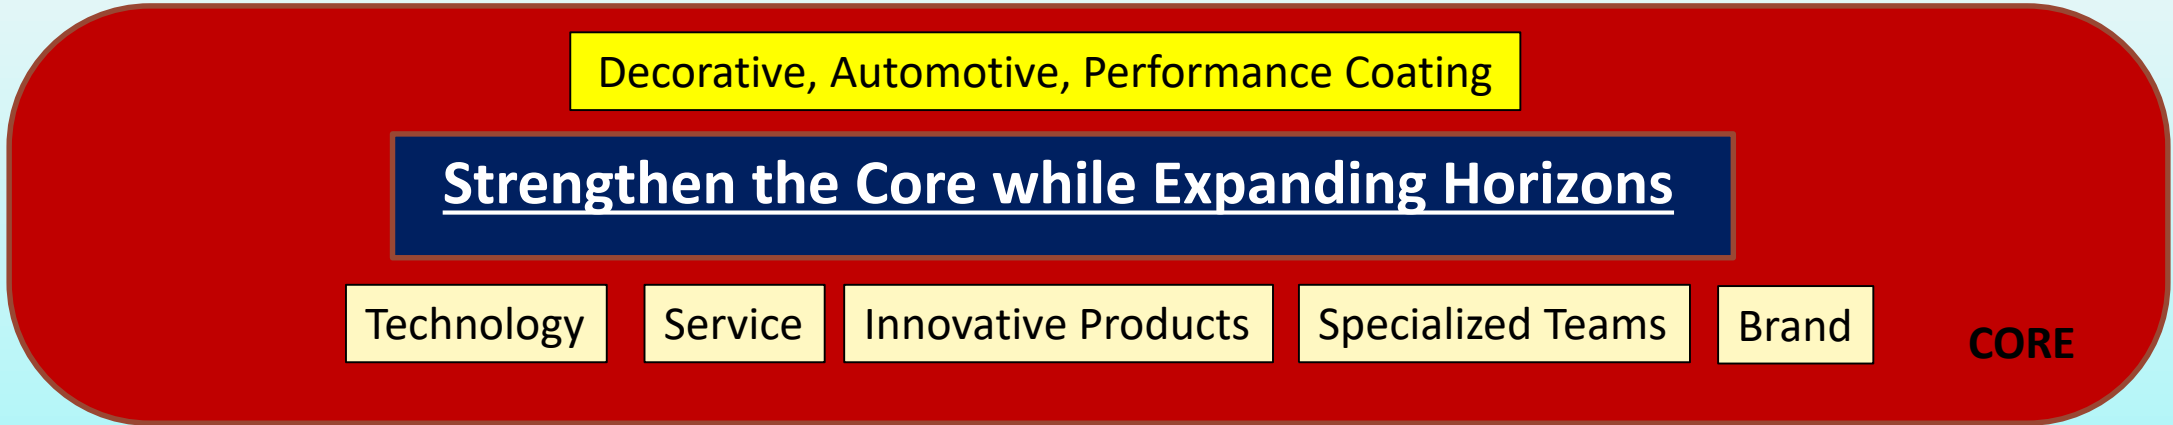 Decorative, Automotive, Performance Coating
Strengthen the Core while Expanding Horizons
Technology Service Innovative Products Specialized Teams Brand
CORE